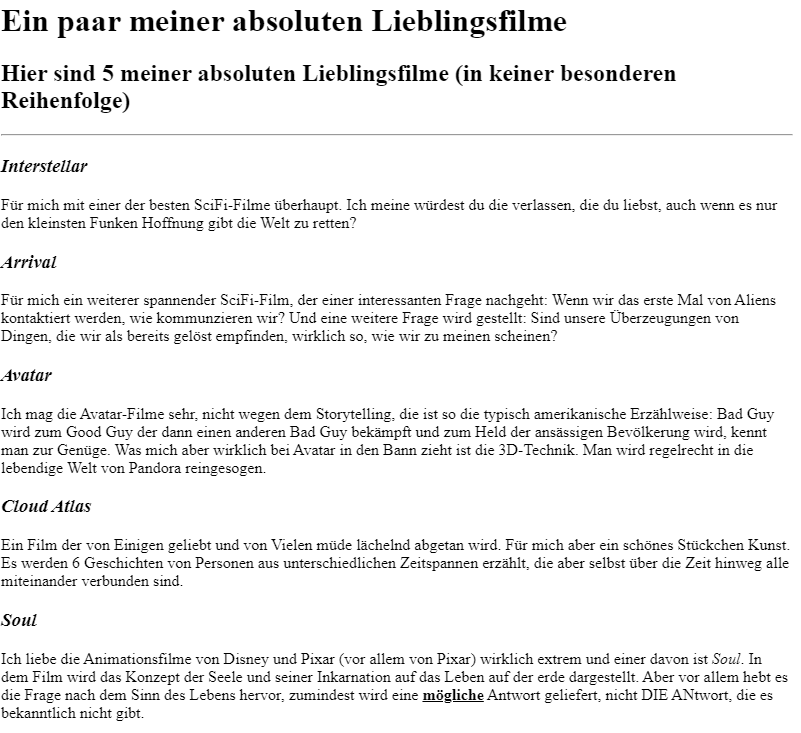 Ein paar meiner absoluten Lieblingsfilme
Hier sind 5 meiner absoluten Lieblingsfilme (in keiner besonderen
Reihenfolge)
Interstellar
Für mich mit einer der besten SciFi-Filme überhaupt. Ich meine würdest du die verlassen, die du liebst, auch wenn es nur
den kleinsten Funken Hoffnung gibt die Welt zu retten?
Arrival
Für mich ein weiterer spannender SciFi-Film, der einer interessanten Frage nachgeht: Wenn wir das erste Mal von Aliens
kontaktiert werden, wie kommunzieren wir? Und eine weitere Frage wird gestellt: Sind unsere Überzeugungen von
Dingen, die wir als bereits gelöst empfinden, wirklich so, wie wir zu meinen scheinen?
Avatar
Ich mag die Avatar-Filme sehr, nicht wegen dem Storytelling, die ist so die typisch amerikanische Erzählweise: Bad Guy
wird zum Good Guy der dann einen anderen Bad Guy bekämpft und zum Held der ansässigen Bevölkerung wird, kennt
man zur Genüge. Was mich aber wirklich bei Avatar in den Bann zieht ist die 3D-Technik. Man wird regelrecht in die
lebendige Welt von Pandora reingesogen.
Cloud Atlas
Ein Film der von Einigen geliebt und von Vielen müde lächelnd abgetan wird. Für mich aber ein schönes Stückchen Kunst.
Es werden 6 Geschichten von Personen aus unterschiedlichen Zeitspannen erzählt, die aber selbst über die Zeit hinweg alle
miteinander verbunden sind.
Soul
Ich liebe die Animationsfilme von Disney und Pixar (vor allem von Pixar) wirklich extrem und einer davon ist Soul. In
dem Film wird das Konzept der Seele und seiner Inkarnation auf das Leben auf der erde dargestellt. Aber vor allem hebt es
die Frage nach dem Sinn des Lebens hervor, zumindest wird eine mögliche Antwort geliefert, nicht DIE ANtwort, die es
bekanntlich nicht gibt.